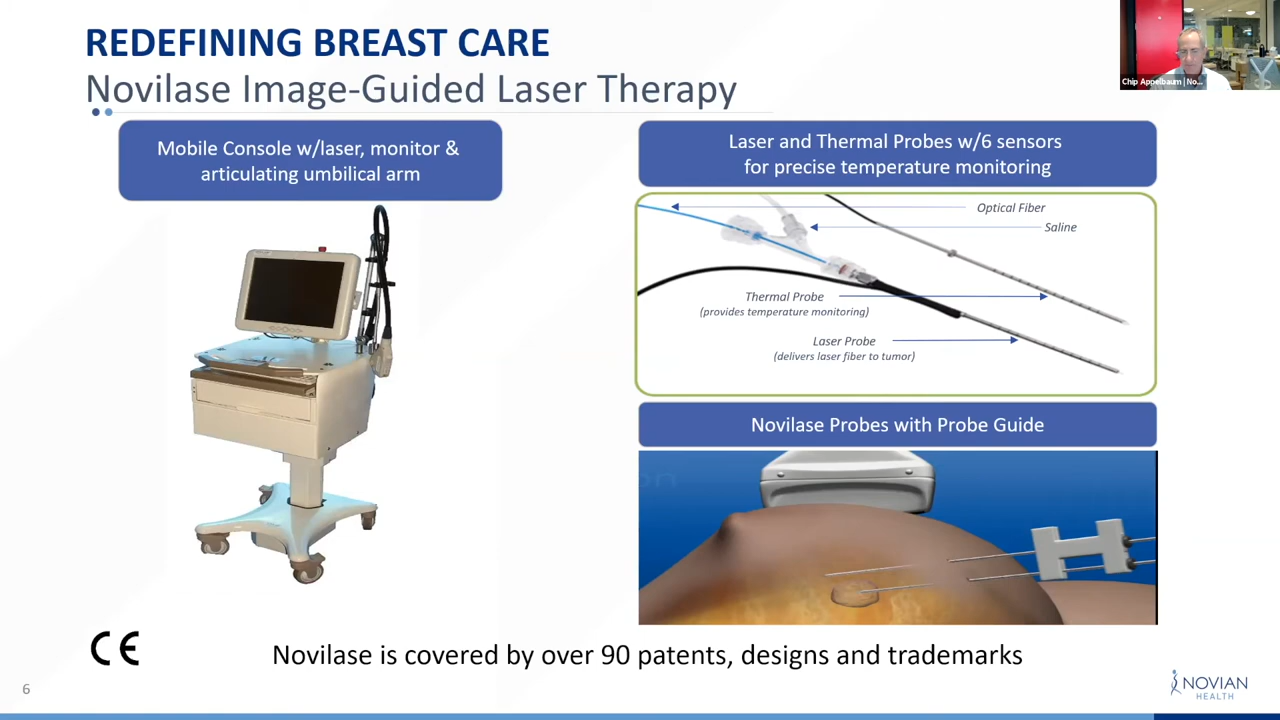 REDEFINING BREAST CARE
Novilase Image-Guided Laser Therapy
Chip Appelbaum | No...
Mobile Console w/laser, monitor &
articulating umbilical arm
Laser and Thermal Probes w/6 sensors
for precise temperature monitoring
Optical Fiber
Saline
Thermal Probe
(provides temperature monitoring)
Laser Probe
(delivers laser fiber to tumor)
Novilase Probes with Probe Guide
CE
Novilase is covered by over 90 patents, designs and trademarks
6
NOVIAN
HEALTH